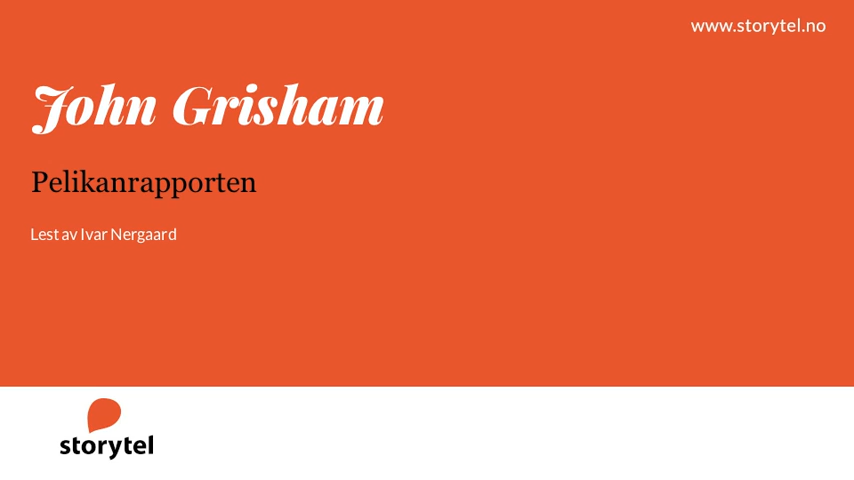 www.storytel.no
John Grisham
Pelikanrapporten
Lest av Ivar Nergaard
storytel